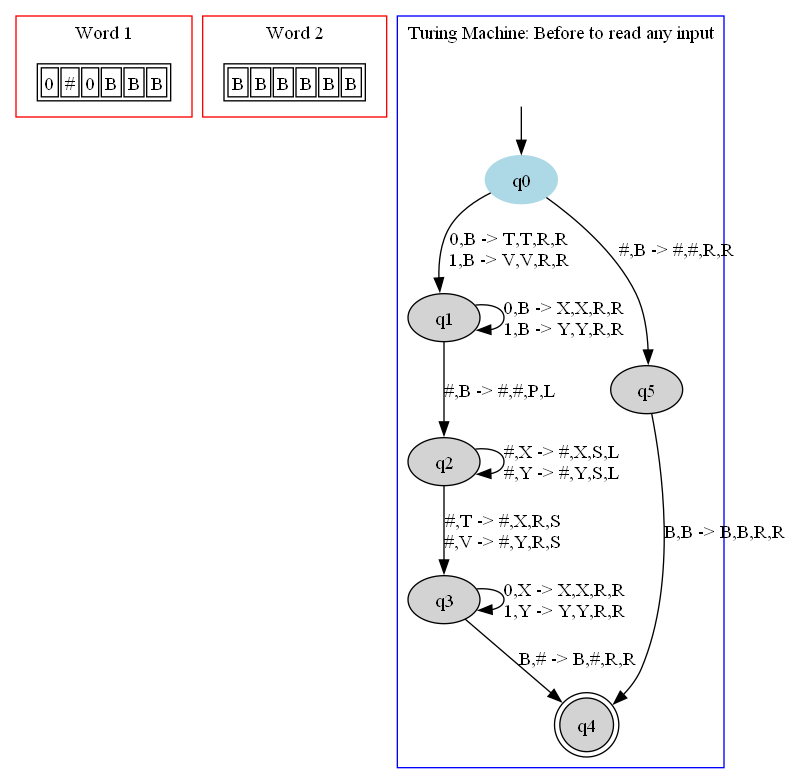 Word 1
0 # 0 B B B
Word 2
B B B B B B
Turing Machine: Before to read any input
q0
0,B -> T,T,R,R
1,B -> V,V,R,R
#,B -> #,#,R,R
q1
0,B -> X,X,R,R
1,B -> Y,Y,R,R
#,B -> #,#,P,L
q5
q2
#,X -> #,X,S,L
#,Y -> #,Y,S,L
#,T -> #,X,R,S
#,V -> #,Y,R,S
B,B -> B,B,R,R
q3
0,X -> X,X,R,R
1,Y -> Y,Y,R,R
B,# -> B,#,R,R
q4